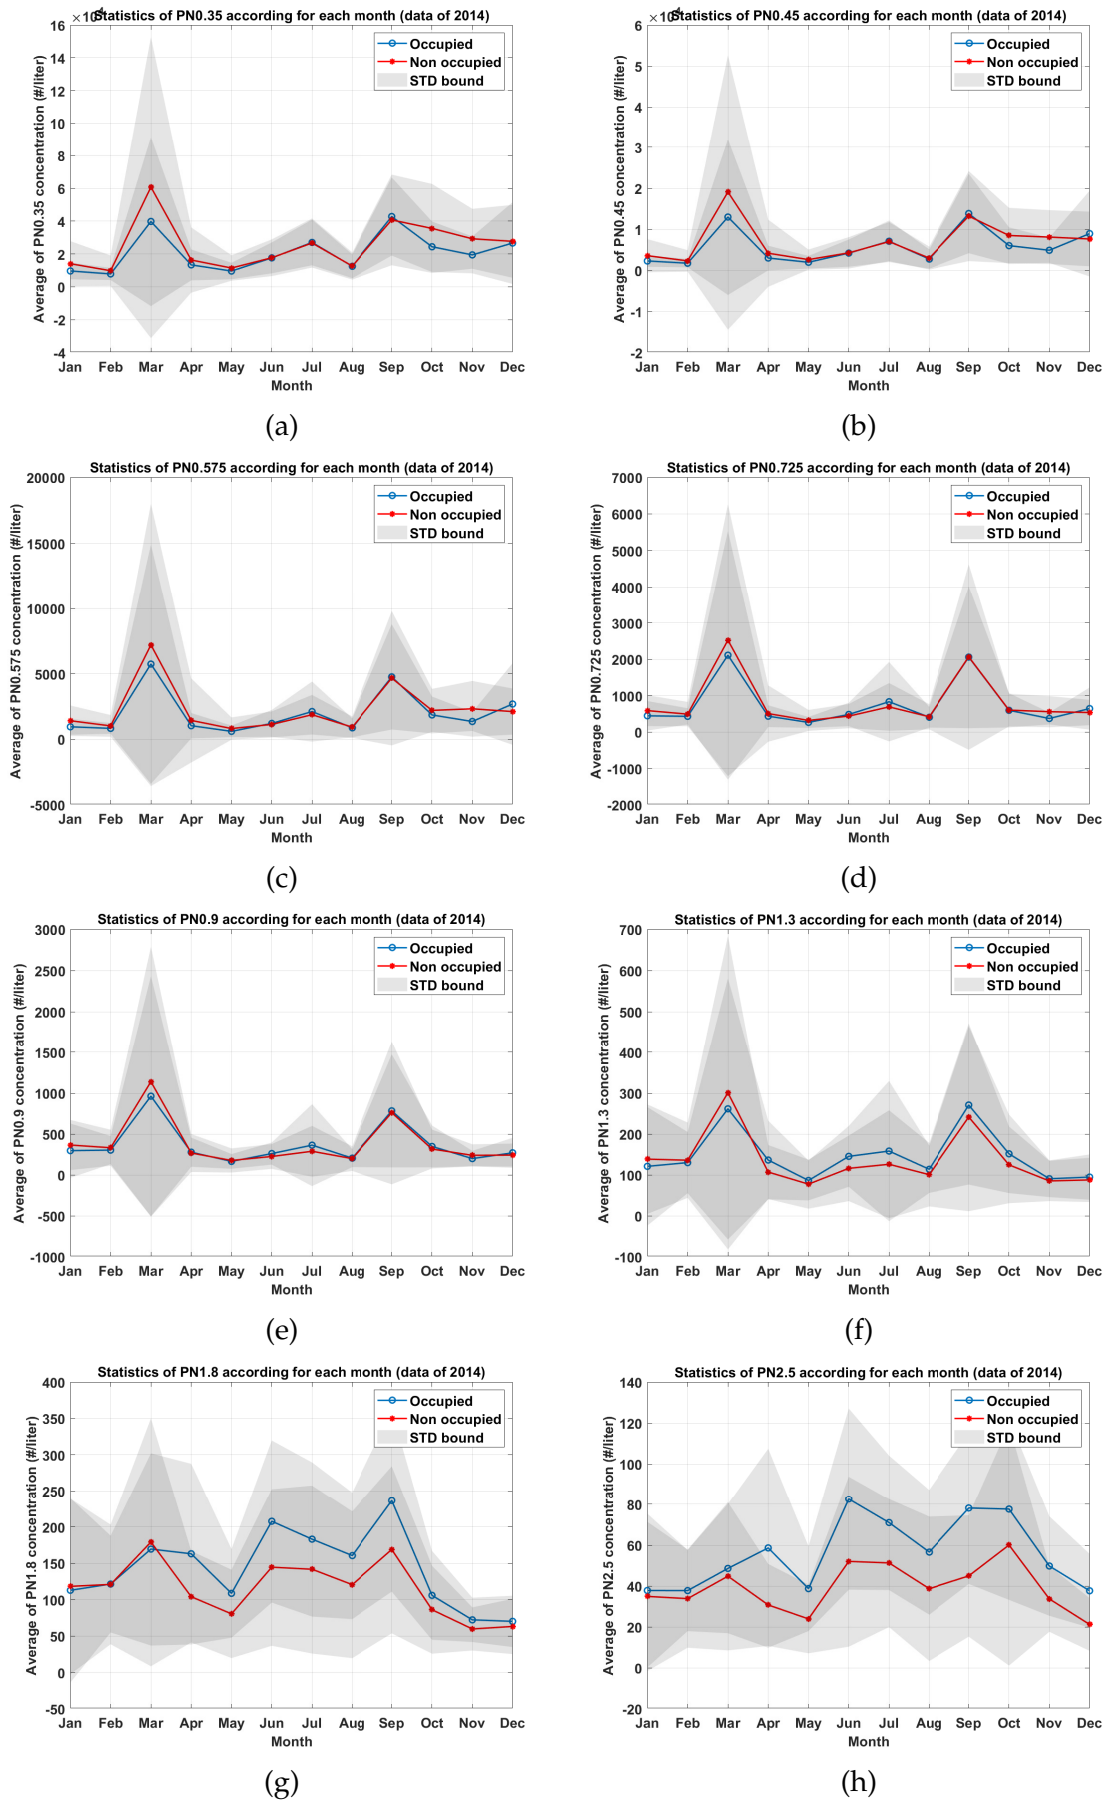 ×10^4
Statistics of PN0.35 according for each month (data of 2014)
Average of PN0.35 concentration (#/liter)
16
14
12
10
8
6
4
2
0
-2
-4
Occupied
Non occupied
STD bound
Jan Feb Mar Apr May Jun Jul Aug Sep Oct Nov Dec
Month
(a)
×10^4
Statistics of PN0.45 according for each month (data of 2014)
Average of PN0.45 concentration (#/liter)
6
5
4
3
2
1
0
-1
-2
Occupied
Non occupied
STD bound
Jan Feb Mar Apr May Jun Jul Aug Sep Oct Nov Dec
Month
(b)
Statistics of PN0.575 according for each month (data of 2014)
Average of PN0.575 concentration (#/liter)
20000
15000
10000
5000
0
-5000
Occupied
Non occupied
STD bound
Jan Feb Mar Apr May Jun Jul Aug Sep Oct Nov Dec
Month
(c)
Statistics of PN0.725 according for each month (data of 2014)
Average of PN0.725 concentration (#/liter)
7000
6000
5000
4000
3000
2000
1000
0
-1000
-2000
Occupied
Non occupied
STD bound
Jan Feb Mar Apr May Jun Jul Aug Sep Oct Nov Dec
Month
(d)
Statistics of PN0.9 according for each month (data of 2014)
Average of PN0.9 concentration (#/liter)
3000
2500
2000
1500
1000
500
0
-500
-1000
Occupied
Non occupied
STD bound
Jan Feb Mar Apr May Jun Jul Aug Sep Oct Nov Dec
Month
(e)
Statistics of PN1.3 according for each month (data of 2014)
Average of PN1.3 concentration (#/liter)
700
600
500
400
300
200
100
0
-100
Occupied
Non occupied
STD bound
Jan Feb Mar Apr May Jun Jul Aug Sep Oct Nov Dec
Month
(f)
Statistics of PN1.8 according for each month (data of 2014)
Average of PN1.8 concentration (#/liter)
400
350
300
250
200
150
100
50
0
-50
Occupied
Non occupied
STD bound
Jan Feb Mar Apr May Jun Jul Aug Sep Oct Nov Dec
Month
(g)
Statistics of PN2.5 according for each month (data of 2014)
Average of PN2.5 concentration (#/liter)
140
120
100
80
60
40
20
0
-20
Occupied
Non occupied
STD bound
Jan Feb Mar Apr May Jun Jul Aug Sep Oct Nov Dec
Month
(h)